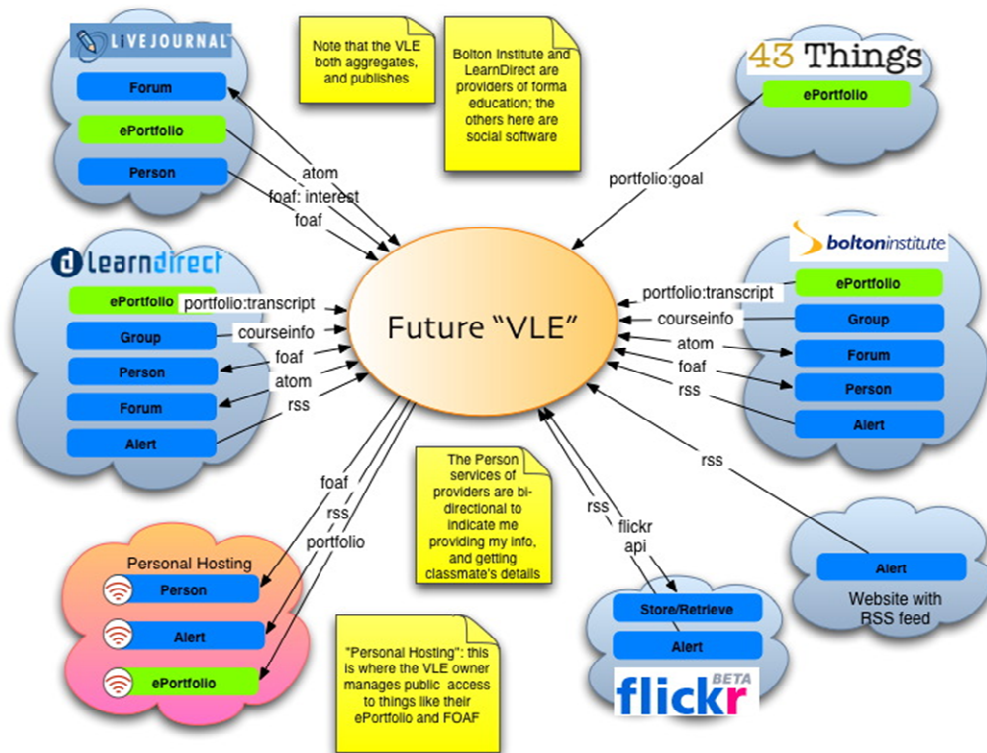 LiVEJOURNAL
Forum
ePortfolio
Person
Note that the VLE
both aggregates,
and publishes
Bolton Institute and
LearnDirect are
providers of forma
education; the
others here are
social software
43 Things
ePortfolio
atom
foaf: interest
foaf
portfolio:goal
learndirect
ePortfolio
Group
Person
Forum
Alert
portfolio:transcript
courseinfo
foaf
atom
rss
Future “VLE”
boltoninstitute
ePortfolio
Group
Forum
Person
Alert
portfolio:transcript
courseinfo
atom
foaf
rss
foaf
rss
portfolio
The Person
services of
providers are bi-
directional to
indicate me
providing my info,
and getting
classmate's details
rss
flickr
api
rss
Personal Hosting
Person
Alert
ePortfolio
"Personal Hosting": this
is where the VLE owner
manages public access
to things like their
ePortfolio and FOAF
Store/Retrieve
Alert
BETA
flickr
Alert
Website with
RSS feed